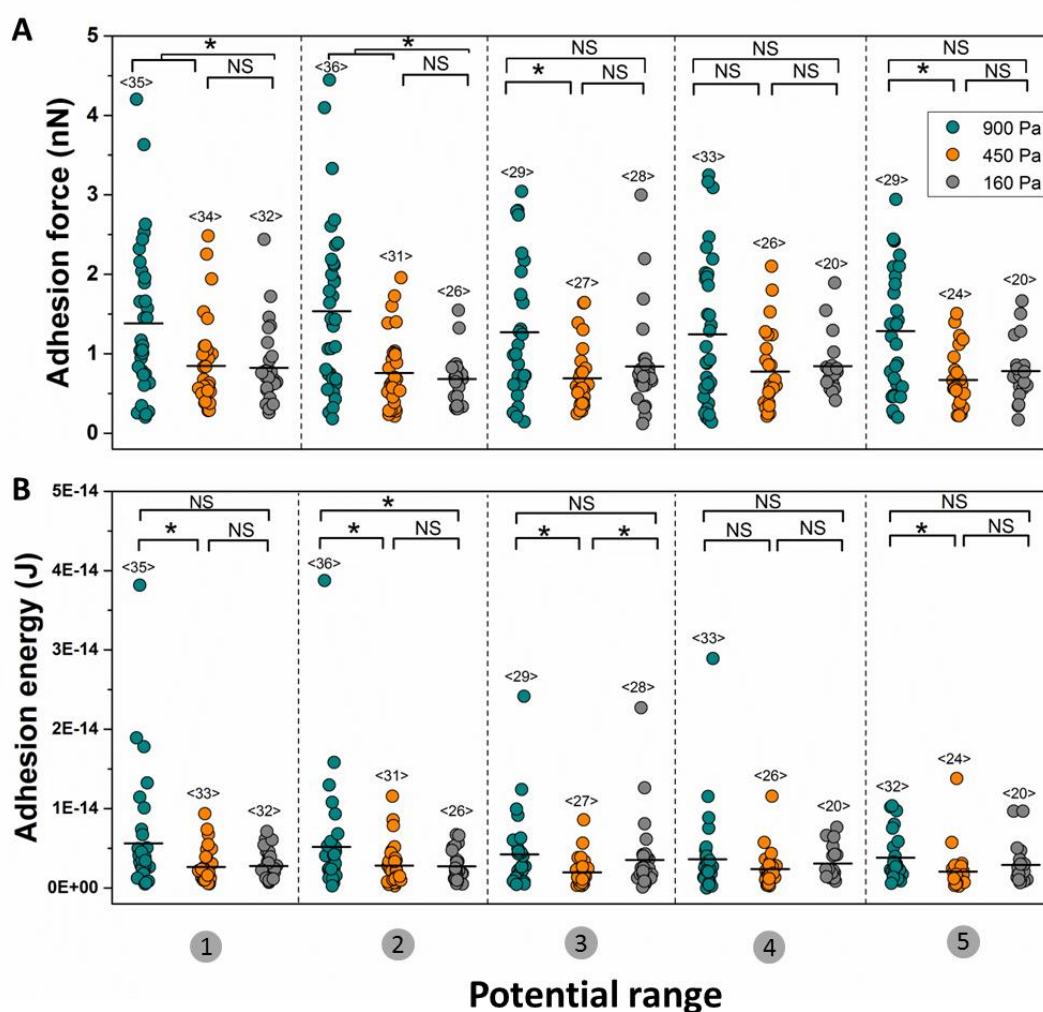 A
Adhesion force (nN)
5
4
3
2
1
0
* * NS NS NS
NS NS * NS NS NS * NS
<35> <34> <32>
<36> <31> <26>
<29> <27> <28>
<33> <26> <20>
<29> <24> <20>
900 Pa
450 Pa
160 Pa
B
Adhesion energy (J)
5E-14
4E-14
3E-14
2E-14
1E-14
0E+00
NS * NS NS NS
* NS * NS * * NS NS * NS
<35> <33> <32>
<36> <31> <26>
<29> <27> <28>
<33> <26> <20>
<32> <24> <20>
1 2 3 4 5
Potential range